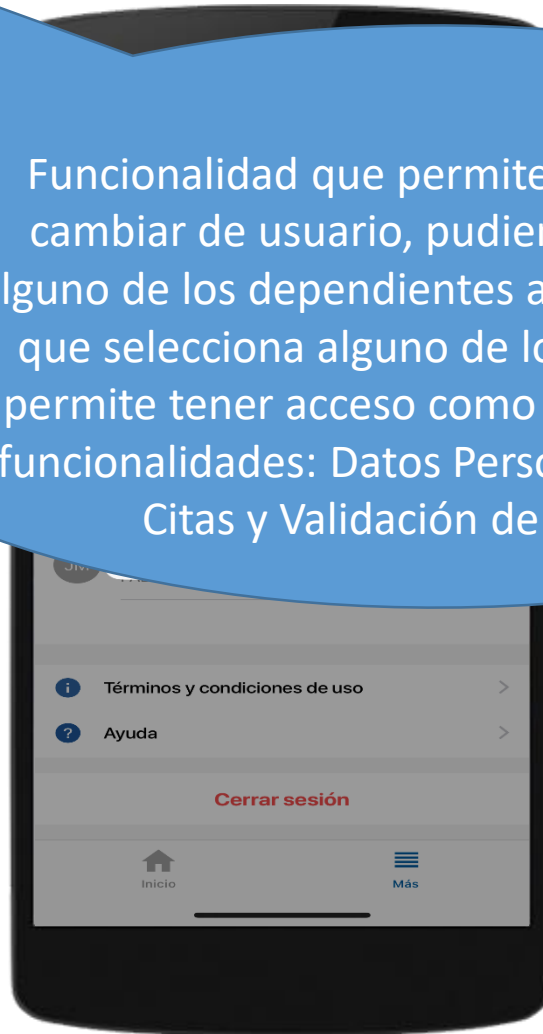 Funcionalidad que permite
cambiar de usuario, pudier
lguno de los dependientes a
que selecciona alguno de lo
permite tener acceso como
funcionalidades: Datos Perso
Citas y Validación de
JM
Términos y condiciones de uso
Ayuda
Cerrar sesión
Inicio
Más